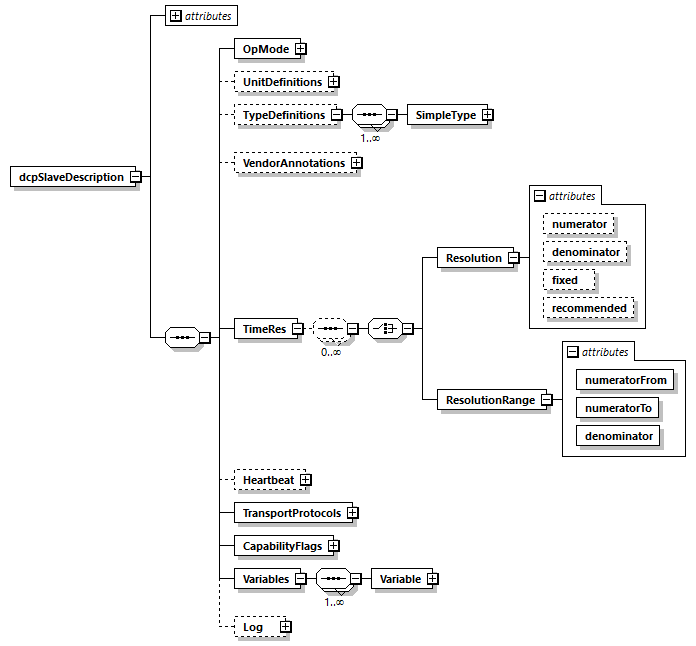 attributes
OpMode
UnitDefinitions
TypeDefinitions
SimpleType
1..∞
VendorAnnotations
dcpSlaveDescription
attributes
numerator
denominator
fixed
recommended
Resolution
TimeRes
0..∞
attributes
numeratorFrom
numeratorTo
denominator
ResolutionRange
Heartbeat
TransportProtocols
CapabilityFlags
Variables
Variable
1..∞
Log